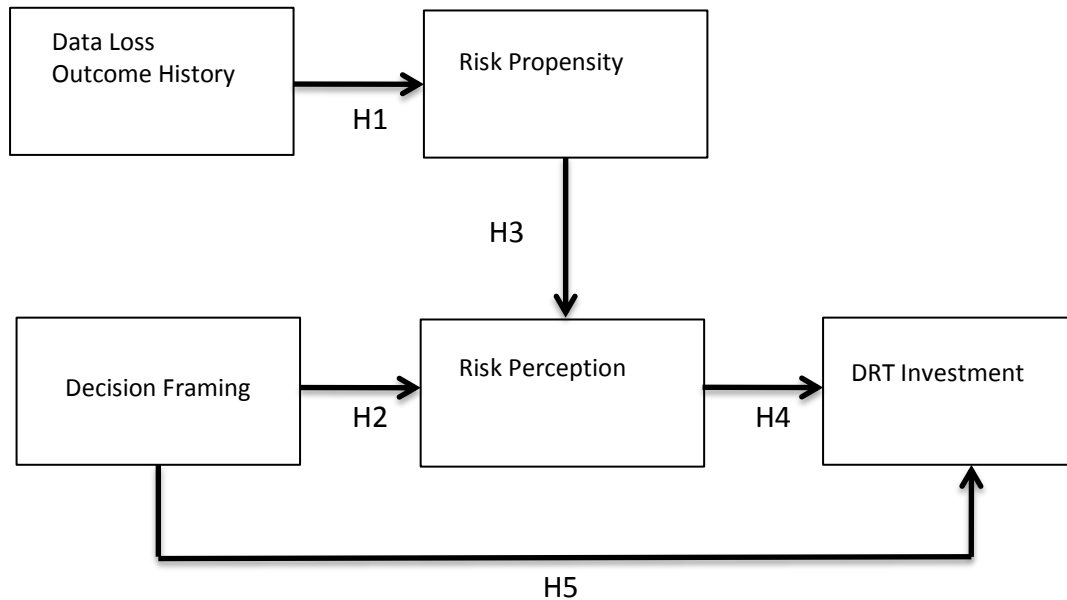 Data Loss
Outcome History
Risk Propensity
H1
H3
Decision Framing
H2
Risk Perception
H4
DRT Investment
H5